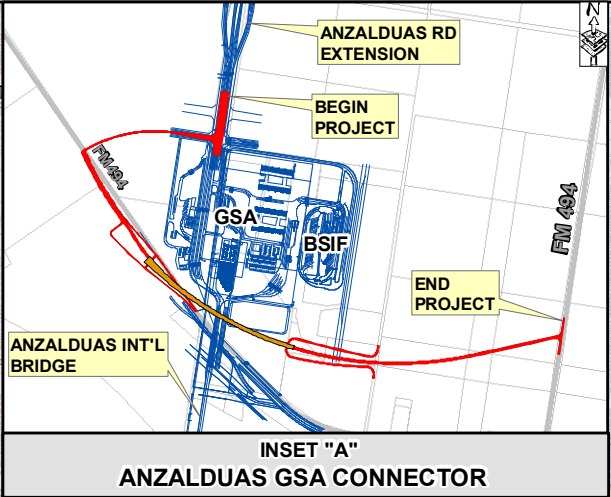 N
ANZALDUAS RD
EXTENSION
BEGIN
PROJECT
FM 494
GSA
BSIF
FM 494
END
PROJECT
ANZALDUAS INT'L
BRIDGE
INSET "A"
ANZALDUAS GSA CONNECTOR